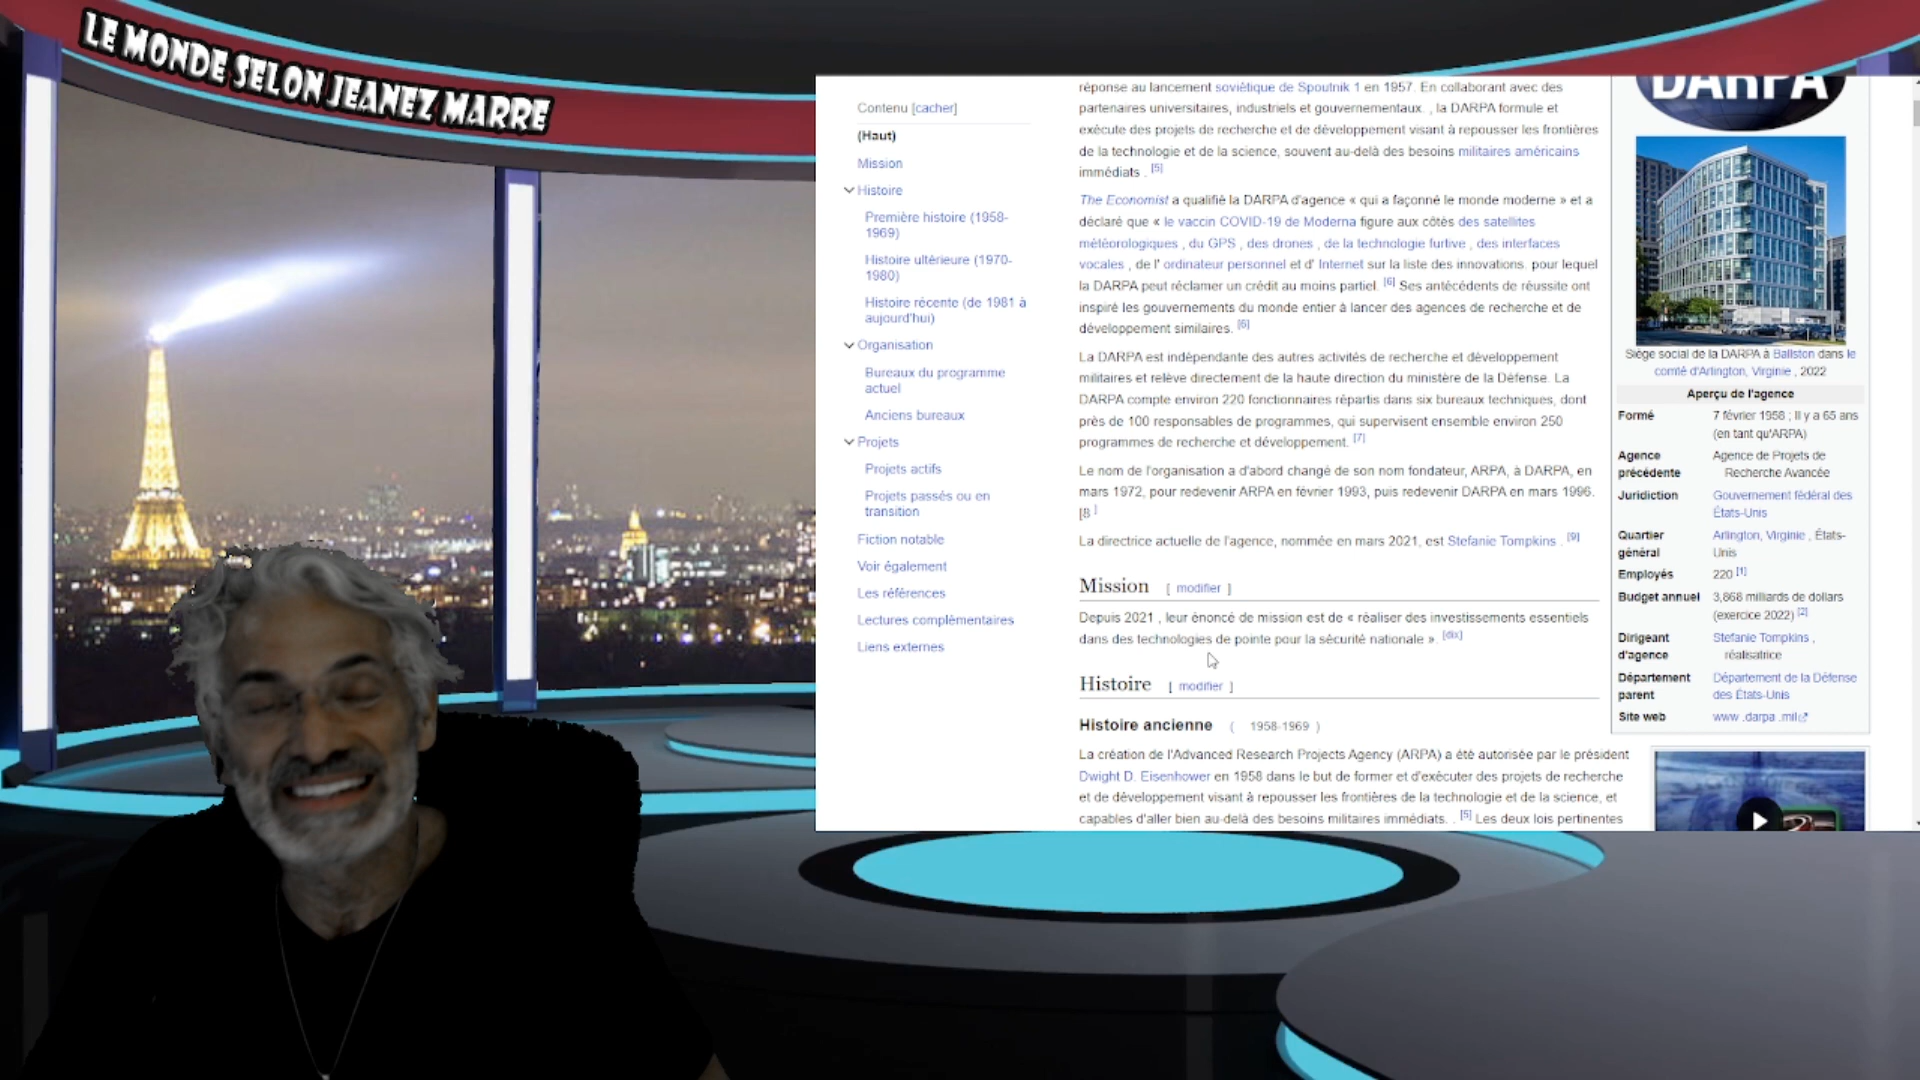 LE MONDE SELON JEANEZ MARRE
Contenu [cacher]
(Haut)
Mission
Histoire
Première histoire (1958-
1969)
Histoire ultérieure (1970-
1980)
Histoire récente (de 1981 à
aujourd'hui)
Organisation
Bureaux du programme
actuel
Anciens bureaux
Projets
Projets actifs
Projets passés ou en
transition
Fiction notable
Voir également
Les références
Lectures complémentaires
Liens externes
réponse au lancement soviétique de Spoutnik 1 en 1957. En collaborant avec des
partenaires universitaires, industriels et gouvernementaux. , la DARPA formule et
exécute des projets de recherche et de développement visant à repousser les frontières
de la technologie et de la science, souvent au-delà des besoins militaires américains
immédiats . [5]
The Economist a qualifié la DARPA d'agence « qui a façonné le monde moderne » et a
déclaré que « le vaccin COVID-19 de Moderna figure aux côtés des satellites
météorologiques , du GPS , des drones , de la technologie furtive , des interfaces
vocales , de l' ordinateur personnel et d' Internet sur la liste des innovations. pour lequel
la DARPA peut réclamer un crédit au moins partiel. [6] Ses antécédents de réussite ont
inspiré les gouvernements du monde entier à lancer des agences de recherche et de
développement similaires. [6]
La DARPA est indépendante des autres activités de recherche et développement
militaires et relève directement de la haute direction du ministère de la Défense. La
DARPA compte environ 220 fonctionnaires répartis dans six bureaux techniques, dont
près de 100 responsables de programmes, qui supervisent ensemble environ 250
programmes de recherche et développement. [7]
Le nom de l'organisation a d'abord changé de son nom fondateur, ARPA, à DARPA, en
mars 1972, pour redevenir ARPA en février 1993, puis redevenir DARPA en mars 1996.
[8 ]
La directrice actuelle de l'agence, nommée en mars 2021, est Stefanie Tompkins . [9]
Mission [ modifier ]
Depuis 2021 , leur énoncé de mission est de « réaliser des investissements essentiels
dans des technologies de pointe pour la sécurité nationale ». [dix]
Histoire [ modifier ]
Histoire ancienne ( 1958-1969 )
La création de l'Advanced Research Projects Agency (ARPA) a été autorisée par le président
Dwight D. Eisenhower en 1958 dans le but de former et d'exécuter des projets de recherche
et de développement visant à repousser les frontières de la technologie et de la science, et
capables d'aller bien au-delà des besoins militaires immédiats. . [5] Les deux lois pertinentes
DARPA
Siège social de la DARPA à Ballston dans le
comté d'Arlington, Virginie , 2022
Aperçu de l'agence
Formé 7 février 1958 ; Il y a 65 ans
(en tant qu'ARPA)
Agence Agence de Projets de
précédente Recherche Avancée
Juridiction Gouvernement fédéral des
États-Unis
Quartier Arlington, Virginie , États-
général Unis
Employés 220 [1]
Budget annuel 3,868 milliards de dollars
(exercice 2022) [2]
Dirigeant Stefanie Tompkins ,
d'agence réalisatrice
Département Département de la Défense
parent des États-Unis
Site web www .darpa .mil